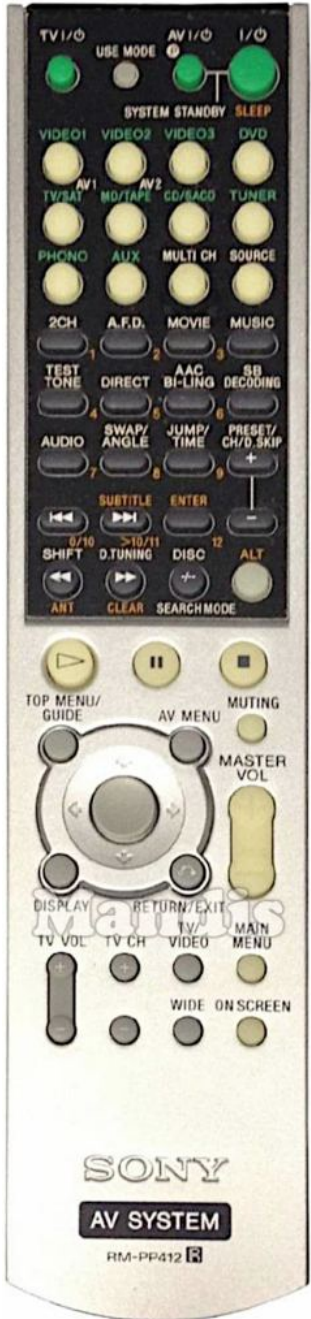 TV I/⏻ AV I/⏻ I/⏻
USE MODE P
SYSTEM STANDBY SLEEP
VIDEO1 VIDEO2 VIDEO3 DVD
AV1 AV2
TV/SAT MD/TAPE CD/SACD TUNER
PHONO AUX MULTI CH SOURCE
2CH A.F.D. MOVIE MUSIC
1 2 3
TEST TONE DIRECT AAC BI-LING SB DECODING
4 5 6
AUDIO SWAP/ ANGLE JUMP/ TIME PRESET/ CH/D.SKIP
7 8 9 +
SUBTITLE ENTER
0/10 >10/11 12 −
SHIFT D.TUNING DISC ALT
-/--
ANT CLEAR SEARCH MODE
TOP MENU/ GUIDE AV MENU MUTING
MASTER VOL
DISPLAY RETURN/EXIT
Mandis
TV VOL TV CH TV/ VIDEO MAIN MENU
+ +
− − WIDE ON SCREEN
SONY
AV SYSTEM
RM-PP412 R